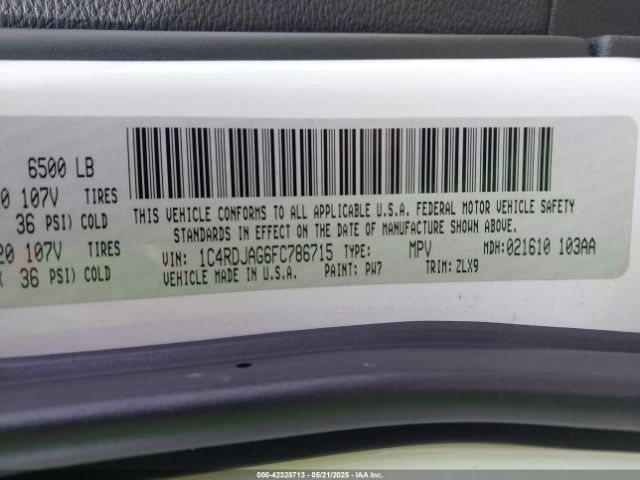 6500 LB
0 107V TIRES
36 PSI) COLD
20 107V TIRES
36 PSI) COLD
THIS VEHICLE CONFORMS TO ALL APPLICABLE U.S.A. FEDERAL MOTOR VEHICLE SAFETY
STANDARDS IN EFFECT ON THE DATE OF MANUFACTURE SHOWN ABOVE.
VIN: 1C4RDJAG6FC786715 TYPE: MPV MDH:021610 103AA
VEHICLE MADE IN U.S.A. PAINT: PW7 TRIM: ZLX9
000-42328713 - 05/21/2025 - IAA Inc.